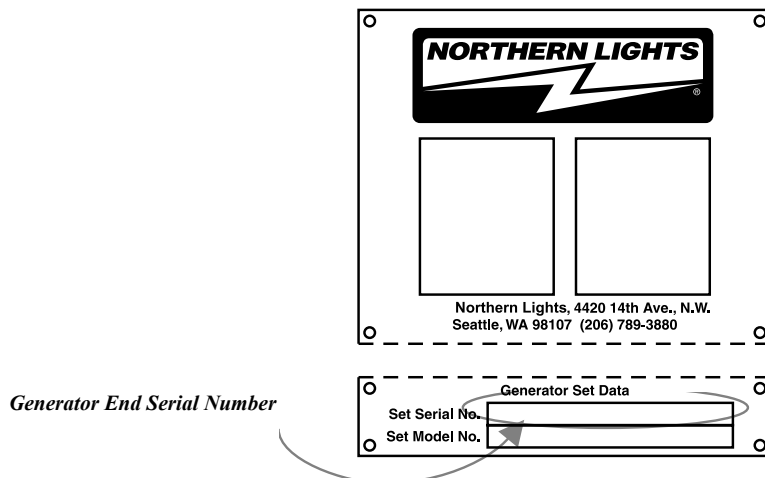 NORTHERN LIGHTS
®
Northern Lights, 4420 14th Ave., N.W.
Seattle, WA 98107 (206) 789-3880
Generator Set Data
Generator End Serial Number
Set Serial No.
Set Model No.